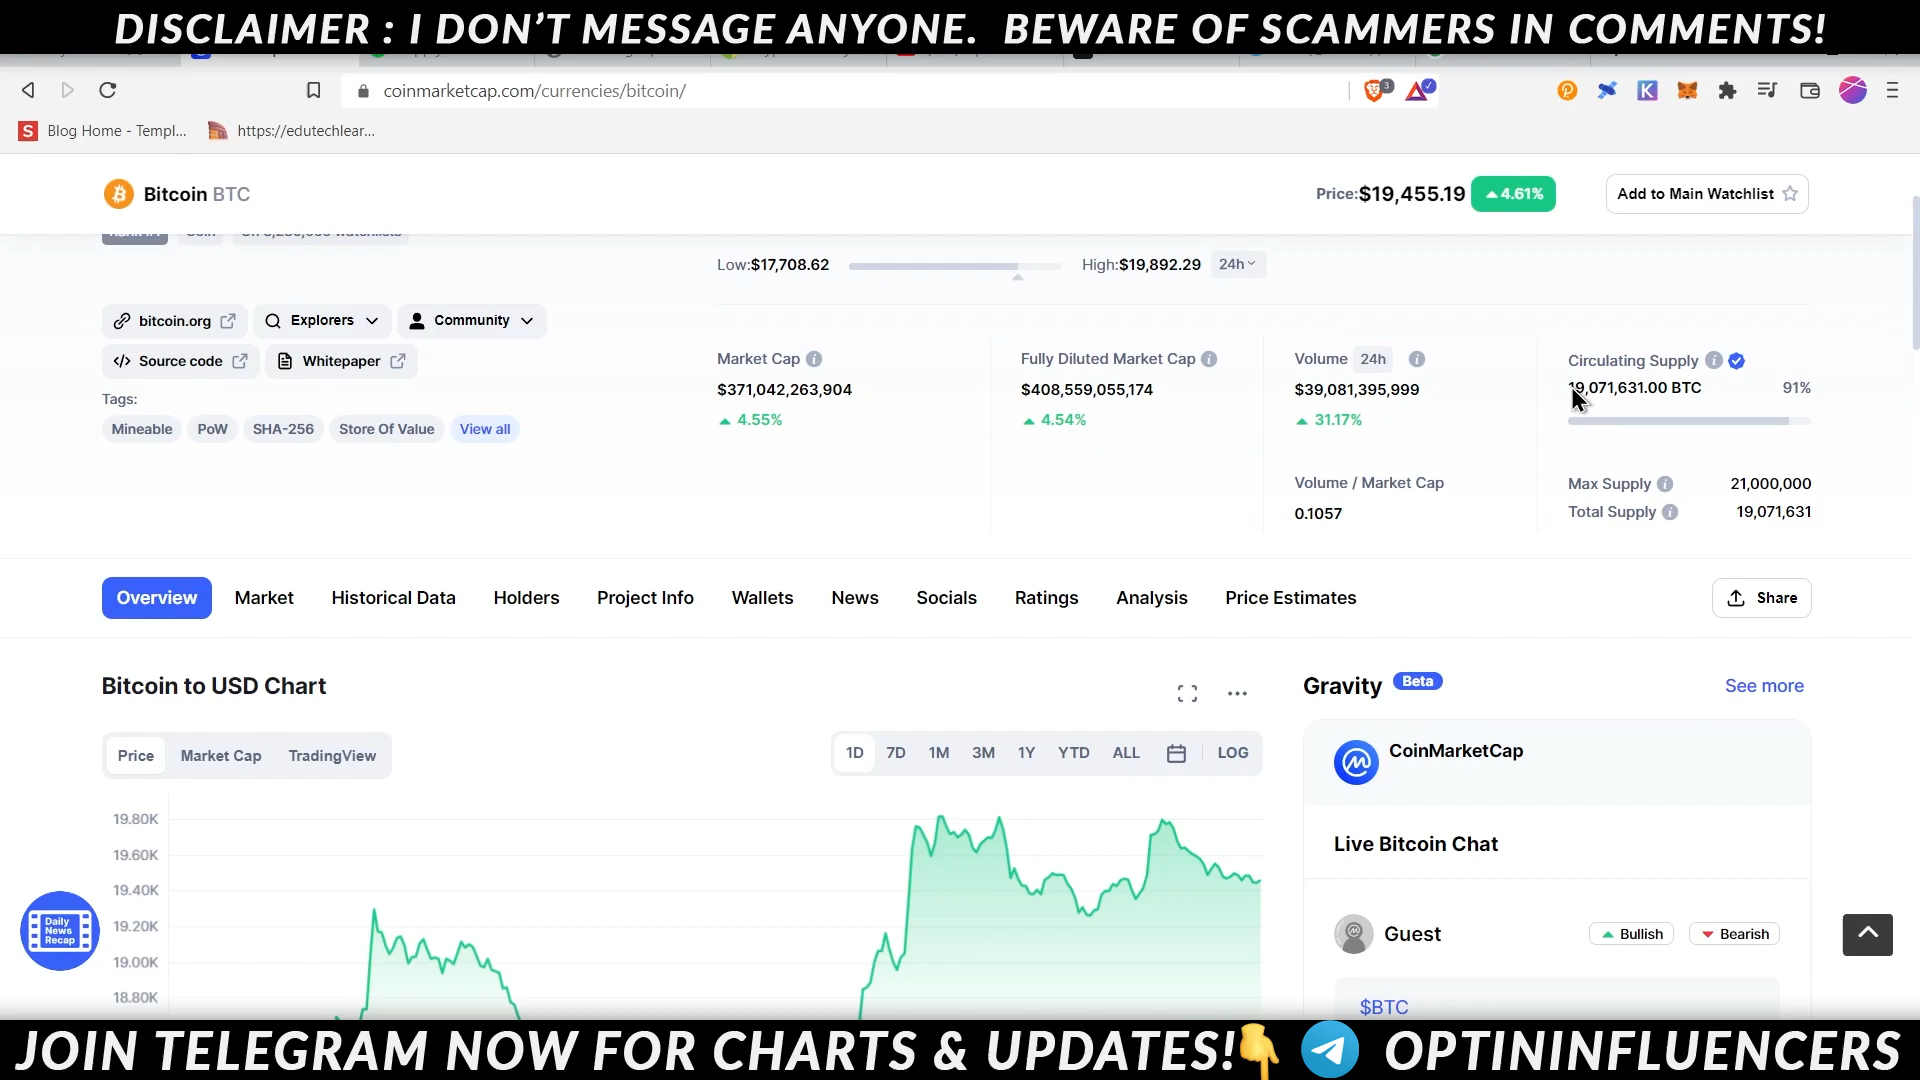 DISCLAIMER : I DON'T MESSAGE ANYONE. BEWARE OF SCAMMERS IN COMMENTS!
coinmarketcap.com/currencies/bitcoin/
3
Blog Home - Templ...
https://edutechlear...
Bitcoin BTC
Price:$19,455.19
4.61%
Add to Main Watchlist
Low:$17,708.62
High:$19,892.29
24h
bitcoin.org
Explorers
Community
Source code
Whitepaper
Tags:
Mineable
PoW
SHA-256
Store Of Value
View all
Market Cap
$371,042,263,904
4.55%
Fully Diluted Market Cap
$408,559,055,174
4.54%
Volume 24h
$39,081,395,999
31.17%
Volume / Market Cap
0.1057
Circulating Supply
19,071,631.00 BTC
91%
Max Supply
21,000,000
Total Supply
19,071,631
Overview
Market
Historical Data
Holders
Project Info
Wallets
News
Socials
Ratings
Analysis
Price Estimates
Share
Bitcoin to USD Chart
Price
Market Cap
TradingView
1D
7D
1M
3M
1Y
YTD
ALL
LOG
19.80K
19.60K
19.40K
19.20K
19.00K
18.80K
Gravity Beta
See more
CoinMarketCap
Live Bitcoin Chat
Guest
Bullish
Bearish
$BTC
Daily
News
Recap
JOIN TELEGRAM NOW FOR CHARTS & UPDATES!👇 OPTININFLUENCERS